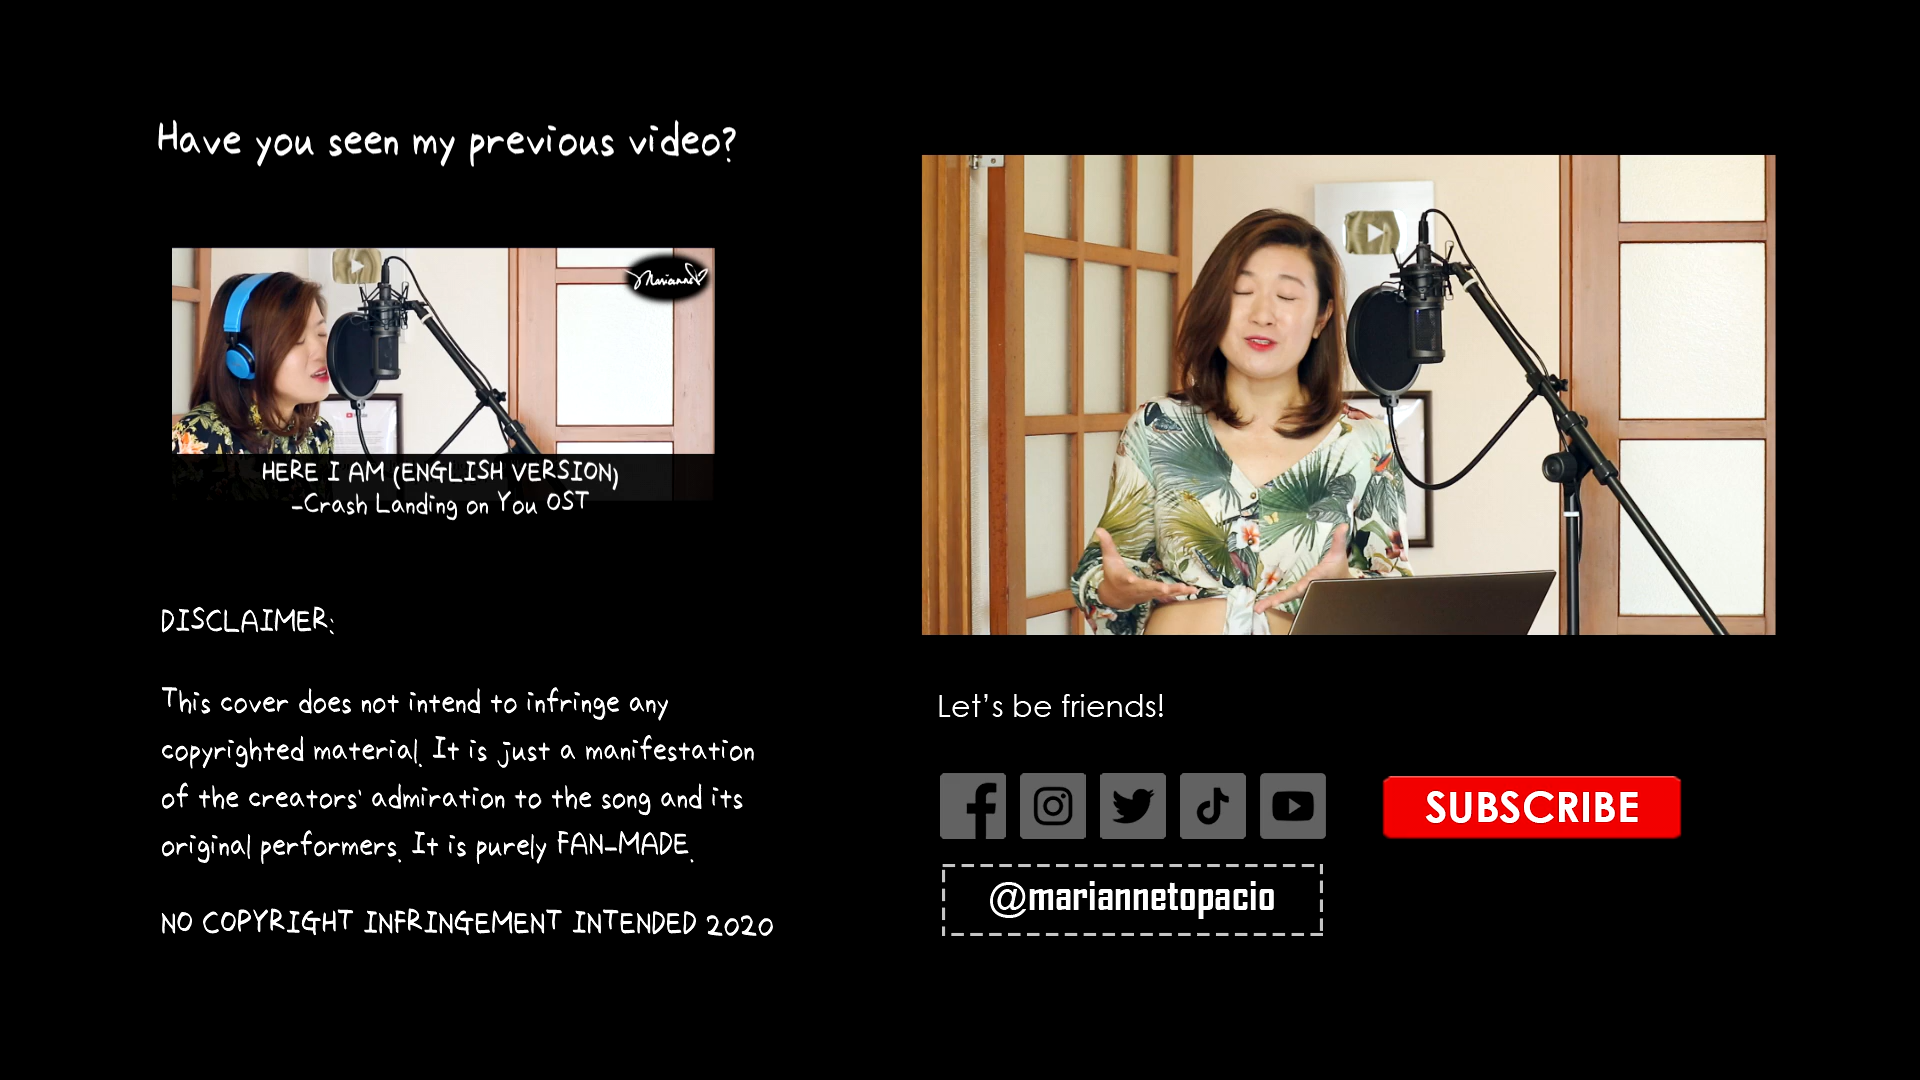 Have you seen my previous video?
Marianne
HERE I AM (ENGLISH VERSION)
-Crash Landing on You OST
DISCLAIMER:
This cover does not intend to infringe any
copyrighted material. It is just a manifestation
of the creators' admiration to the song and its
original performers. It is purely FAN-MADE.
NO COPYRIGHT INFRINGEMENT INTENDED 2020
Let's be friends!
SUBSCRIBE
@mariannetopacio